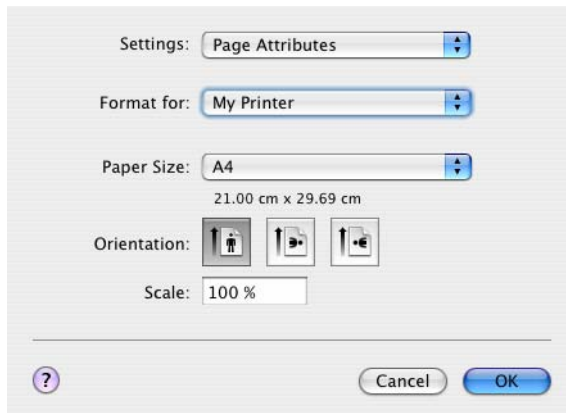 Settings: Page Attributes
Format for: My Printer
Paper Size: A4
21.00 cm x 29.69 cm
Orientation:
Scale: 100 %
? Cancel OK